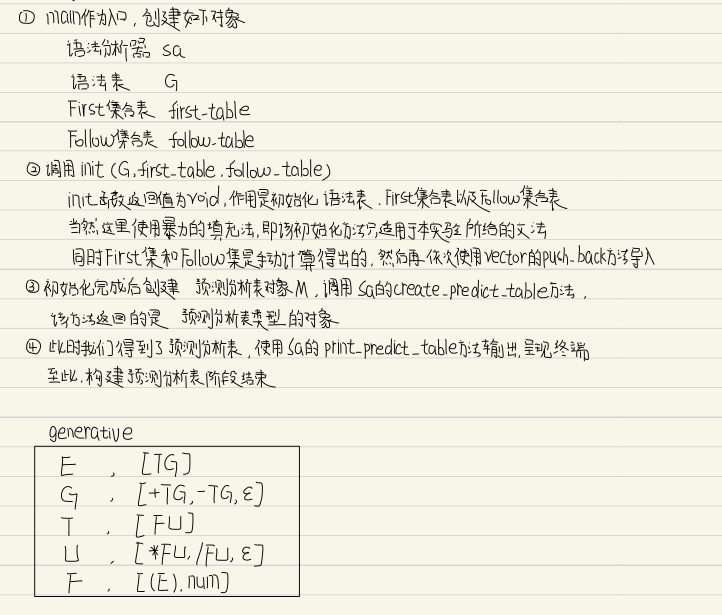 ① main作为入口，创建如下对象
语法分析器 sa
语法表 G
First集合表 first-table
Follow集合表 follow-table
② 调用init(G,first_table,follow_table)
init函数返回值为void,作用是初始化 语法表、First集合表以及Follow集合表
当然,这里使用暴力的填充法,即该初始化方法只适用于本实验所给的文法
同时First集和Follow集是手动计算得出的,然后再依次使用vector的push_back方法导入
③ 初始化完成后创建 预测分析表对象M,调用sa的create_predict_table方法,
该方法返回的是 预测分析表类型的对象
④ 此时我们得到了预测分析表,使用sa的print_predict_table方法输出,呈现终端
至此,构建预测分析表阶段结束
generative
E , [TG]
G , [+TG,-TG,ε]
T , [FU]
U , [*FU,/FU,ε]
F , [(E),num]